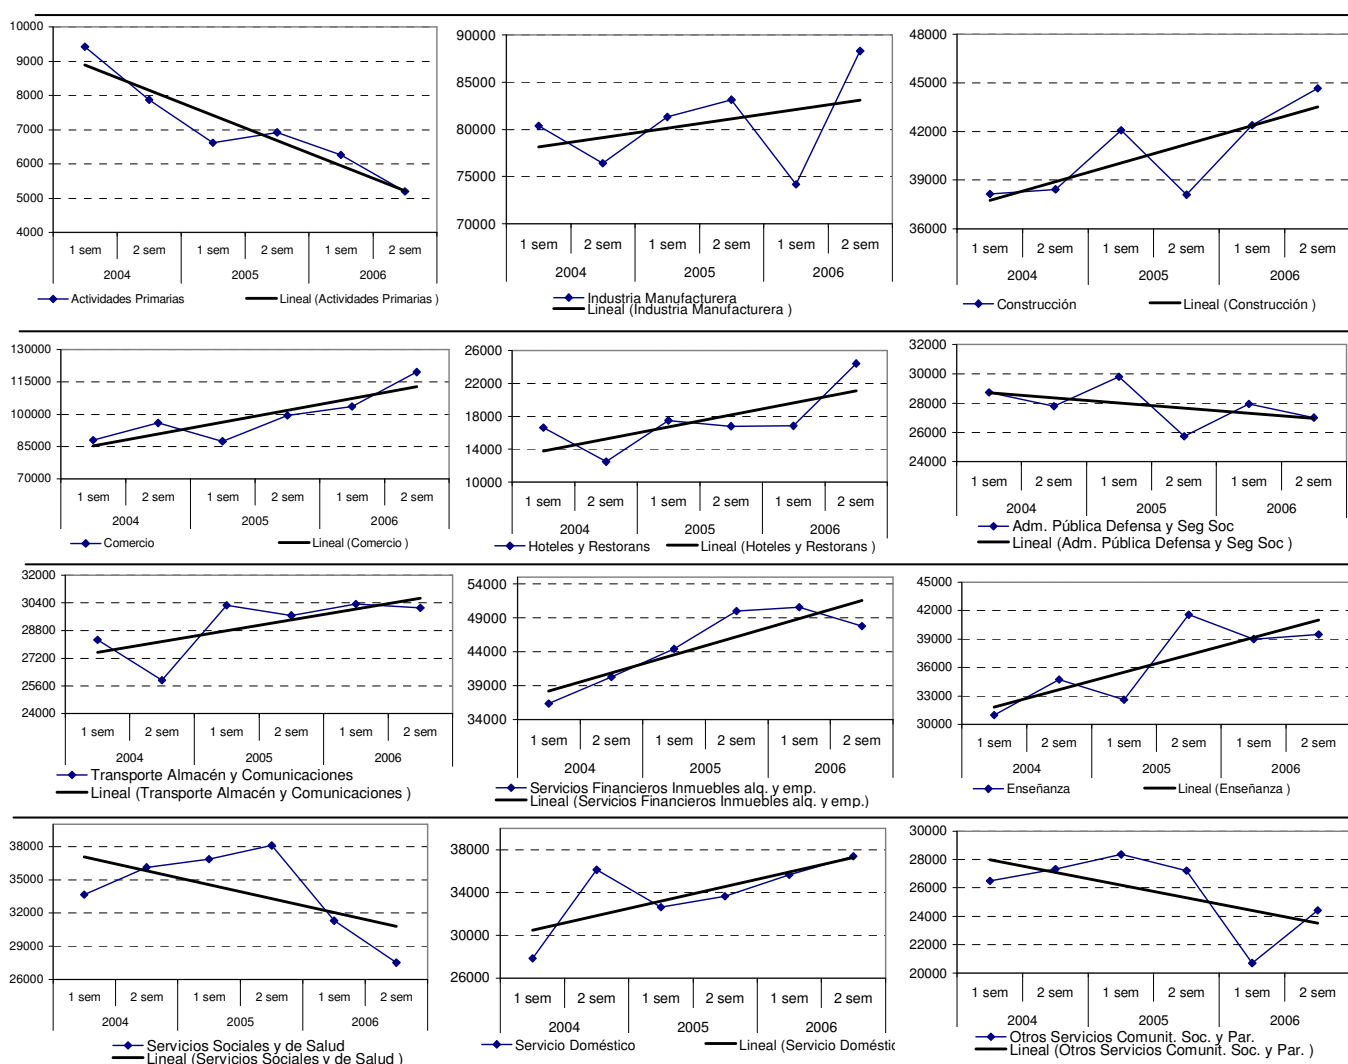 10000
9000
8000
7000
6000
5000
4000
1 sem 2 sem 1 sem 2 sem 1 sem 2 sem
2004 2005 2006
Actividades Primarias Lineal (Actividades Primarias )
90000
85000
80000
75000
70000
1 sem 2 sem 1 sem 2 sem 1 sem 2 sem
2004 2005 2006
Industria Manufacturera
Lineal (Industria Manufacturera )
48000
45000
42000
39000
36000
1 sem 2 sem 1 sem 2 sem 1 sem 2 sem
2004 2005 2006
Construcción Lineal (Construcción )
130000
115000
100000
85000
70000
1 sem 2 sem 1 sem 2 sem 1 sem 2 sem
2004 2005 2006
Comercio Lineal (Comercio )
26000
22000
18000
14000
10000
1 sem 2 sem 1 sem 2 sem 1 sem 2 sem
2004 2005 2006
Hoteles y Restorans Lineal (Hoteles y Restorans )
32000
30000
28000
26000
24000
1 sem 2 sem 1 sem 2 sem 1 sem 2 sem
2004 2005 2006
Adm. Pública Defensa y Seg Soc
Lineal (Adm. Pública Defensa y Seg Soc )
32000
30400
28800
27200
25600
24000
1 sem 2 sem 1 sem 2 sem 1 sem 2 sem
2004 2005 2006
Transporte Almacén y Comunicaciones
Lineal (Transporte Almacén y Comunicaciones )
54000
49000
44000
39000
34000
1 sem 2 sem 1 sem 2 sem 1 sem 2 sem
2004 2005 2006
Servicios Financieros Inmuebles alq. y emp.
Lineal (Servicios Financieros Inmuebles alq. y emp.)
45000
42000
39000
36000
33000
30000
1 sem 2 sem 1 sem 2 sem 1 sem 2 sem
2004 2005 2006
Enseñanza Lineal (Enseñanza )
38000
35000
32000
29000
26000
1 sem 2 sem 1 sem 2 sem 1 sem 2 sem
2004 2005 2006
Servicios Sociales y de Salud
Lineal (Servicios Sociales y de Salud )
38000
34000
30000
26000
1 sem 2 sem 1 sem 2 sem 1 sem 2 sem
2004 2005 2006
Servicio Doméstico Lineal (Servicio Doméstic
30000
28000
26000
24000
22000
20000
1 sem 2 sem 1 sem 2 sem 1 sem 2 sem
2004 2005 2006
Otros Servicios Comunit. Soc. y Par.
Lineal (Otros Servicios Comunit. Soc. y Par. )